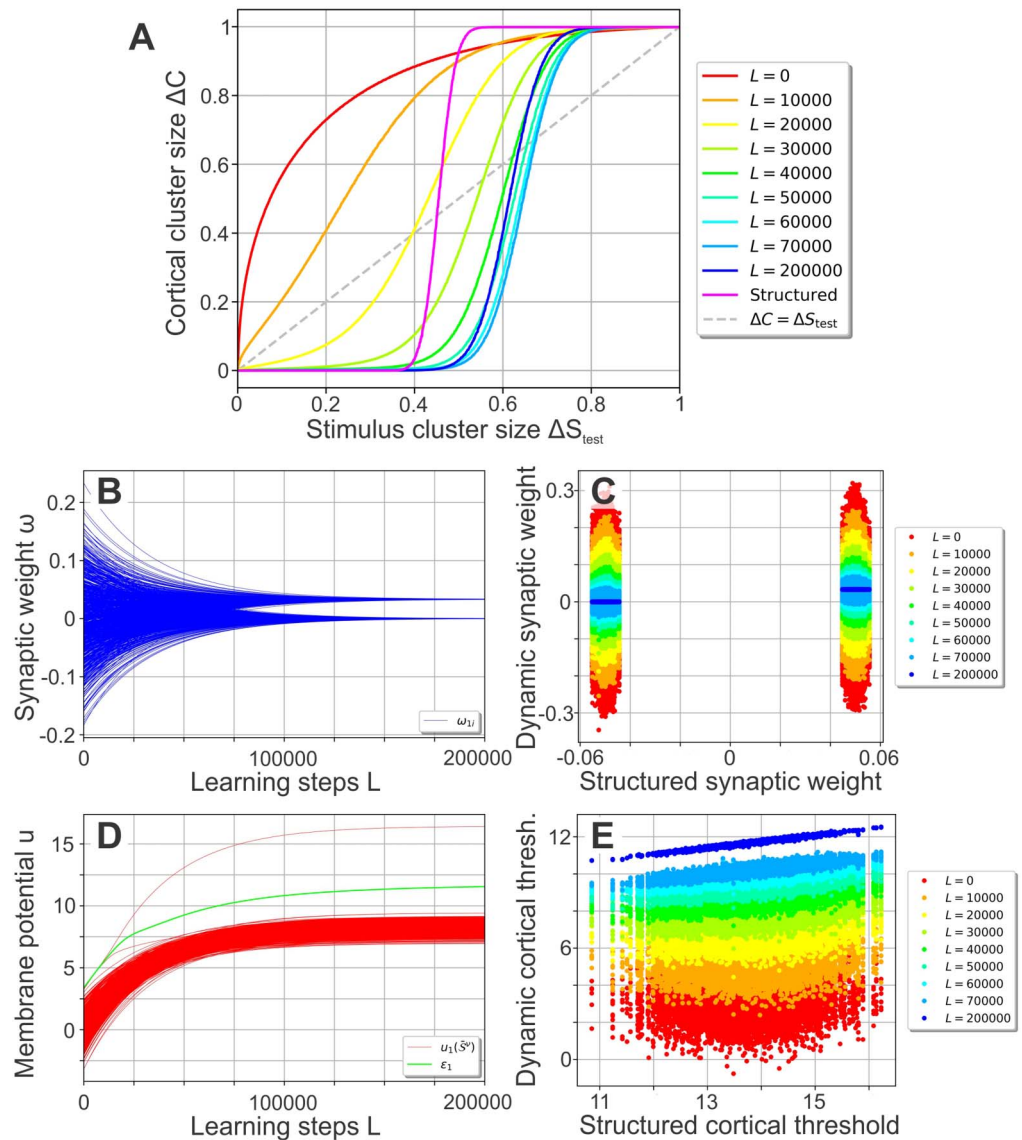 A
Cortical cluster size ΔC
1
0.8
0.6
0.4
0.2
0
0
0.2
0.4
0.6
0.8
1
Stimulus cluster size ΔS_test
L = 0
L = 10000
L = 20000
L = 30000
L = 40000
L = 50000
L = 60000
L = 70000
L = 200000
Structured
ΔC = ΔS_test
B
Synaptic weight ω
0.2
0.1
0
-0.1
-0.2
0
100000
200000
Learning steps L
ω_1i
C
Dynamic synaptic weight
0.3
0
-0.3
-0.06
0
0.06
Structured synaptic weight
L = 0
L = 10000
L = 20000
L = 30000
L = 40000
L = 50000
L = 60000
L = 70000
L = 200000
D
Membrane potential u
15
10
5
0
0
100000
200000
Learning steps L
ε_1
E
Dynamic cortical thresh.
12
6
0
11
13
15
Structured cortical threshold
L = 0
L = 10000
L = 20000
L = 30000
L = 40000
L = 50000
L = 60000
L = 70000
L = 200000